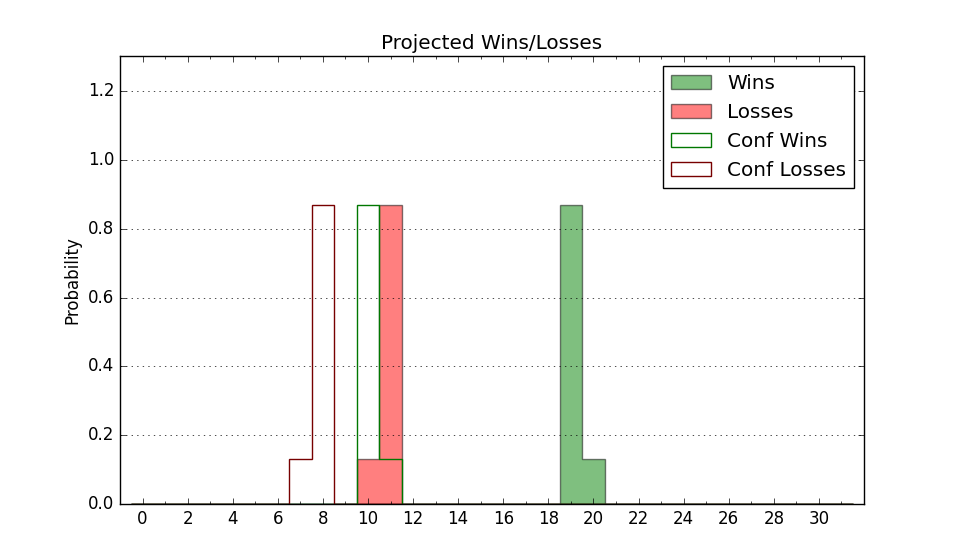 Projected Wins/Losses
Wins
Losses
Conf Wins
Conf Losses
Probability
1.2
1.0
0.8
0.6
0.4
0.2
0.0
0 2 4 6 8 10 12 14 16 18 20 22 24 26 28 30